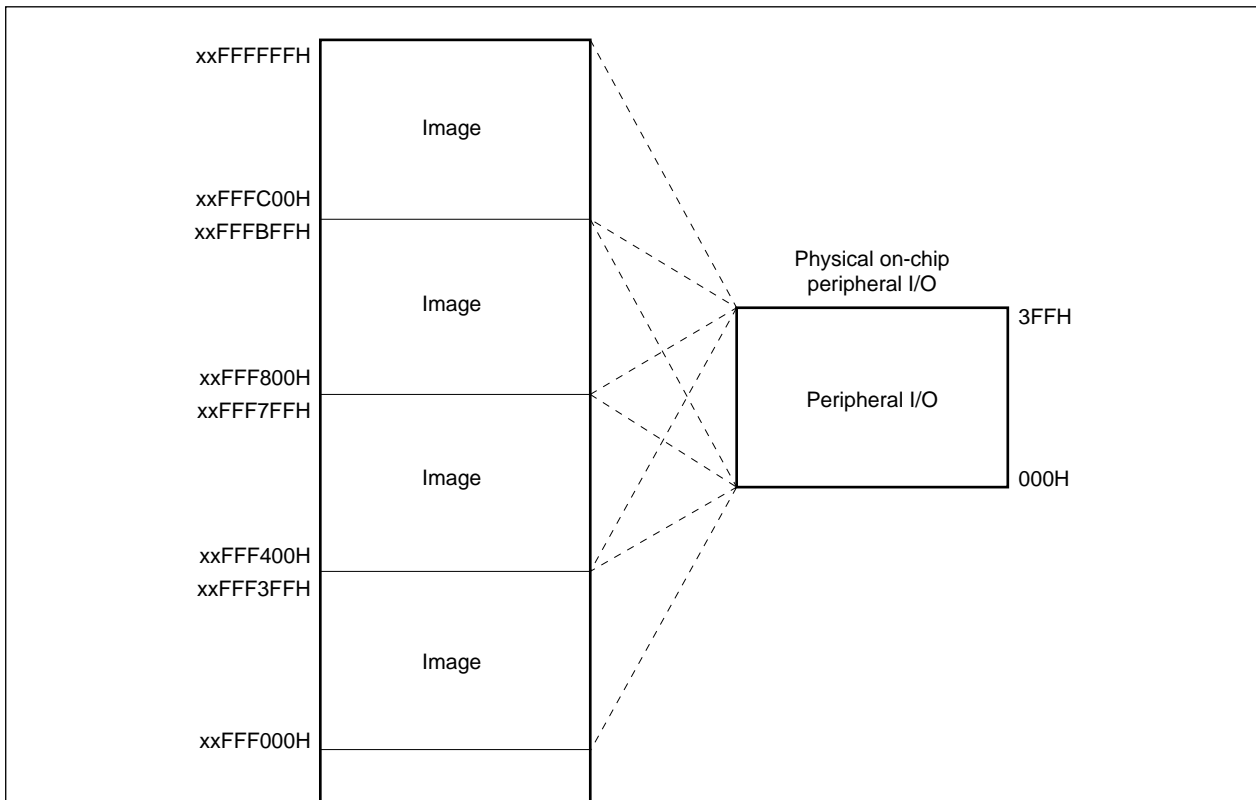 xxFFFFFFH
Image
xxFFFC00H
xxFFFBFFH
Physical on-chip
peripheral I/O
Image
3FFH
xxFFF800H
Peripheral I/O
xxFFF7FFH
Image
000H
xxFFF400H
xxFFF3FFH
Image
xxFFF000H